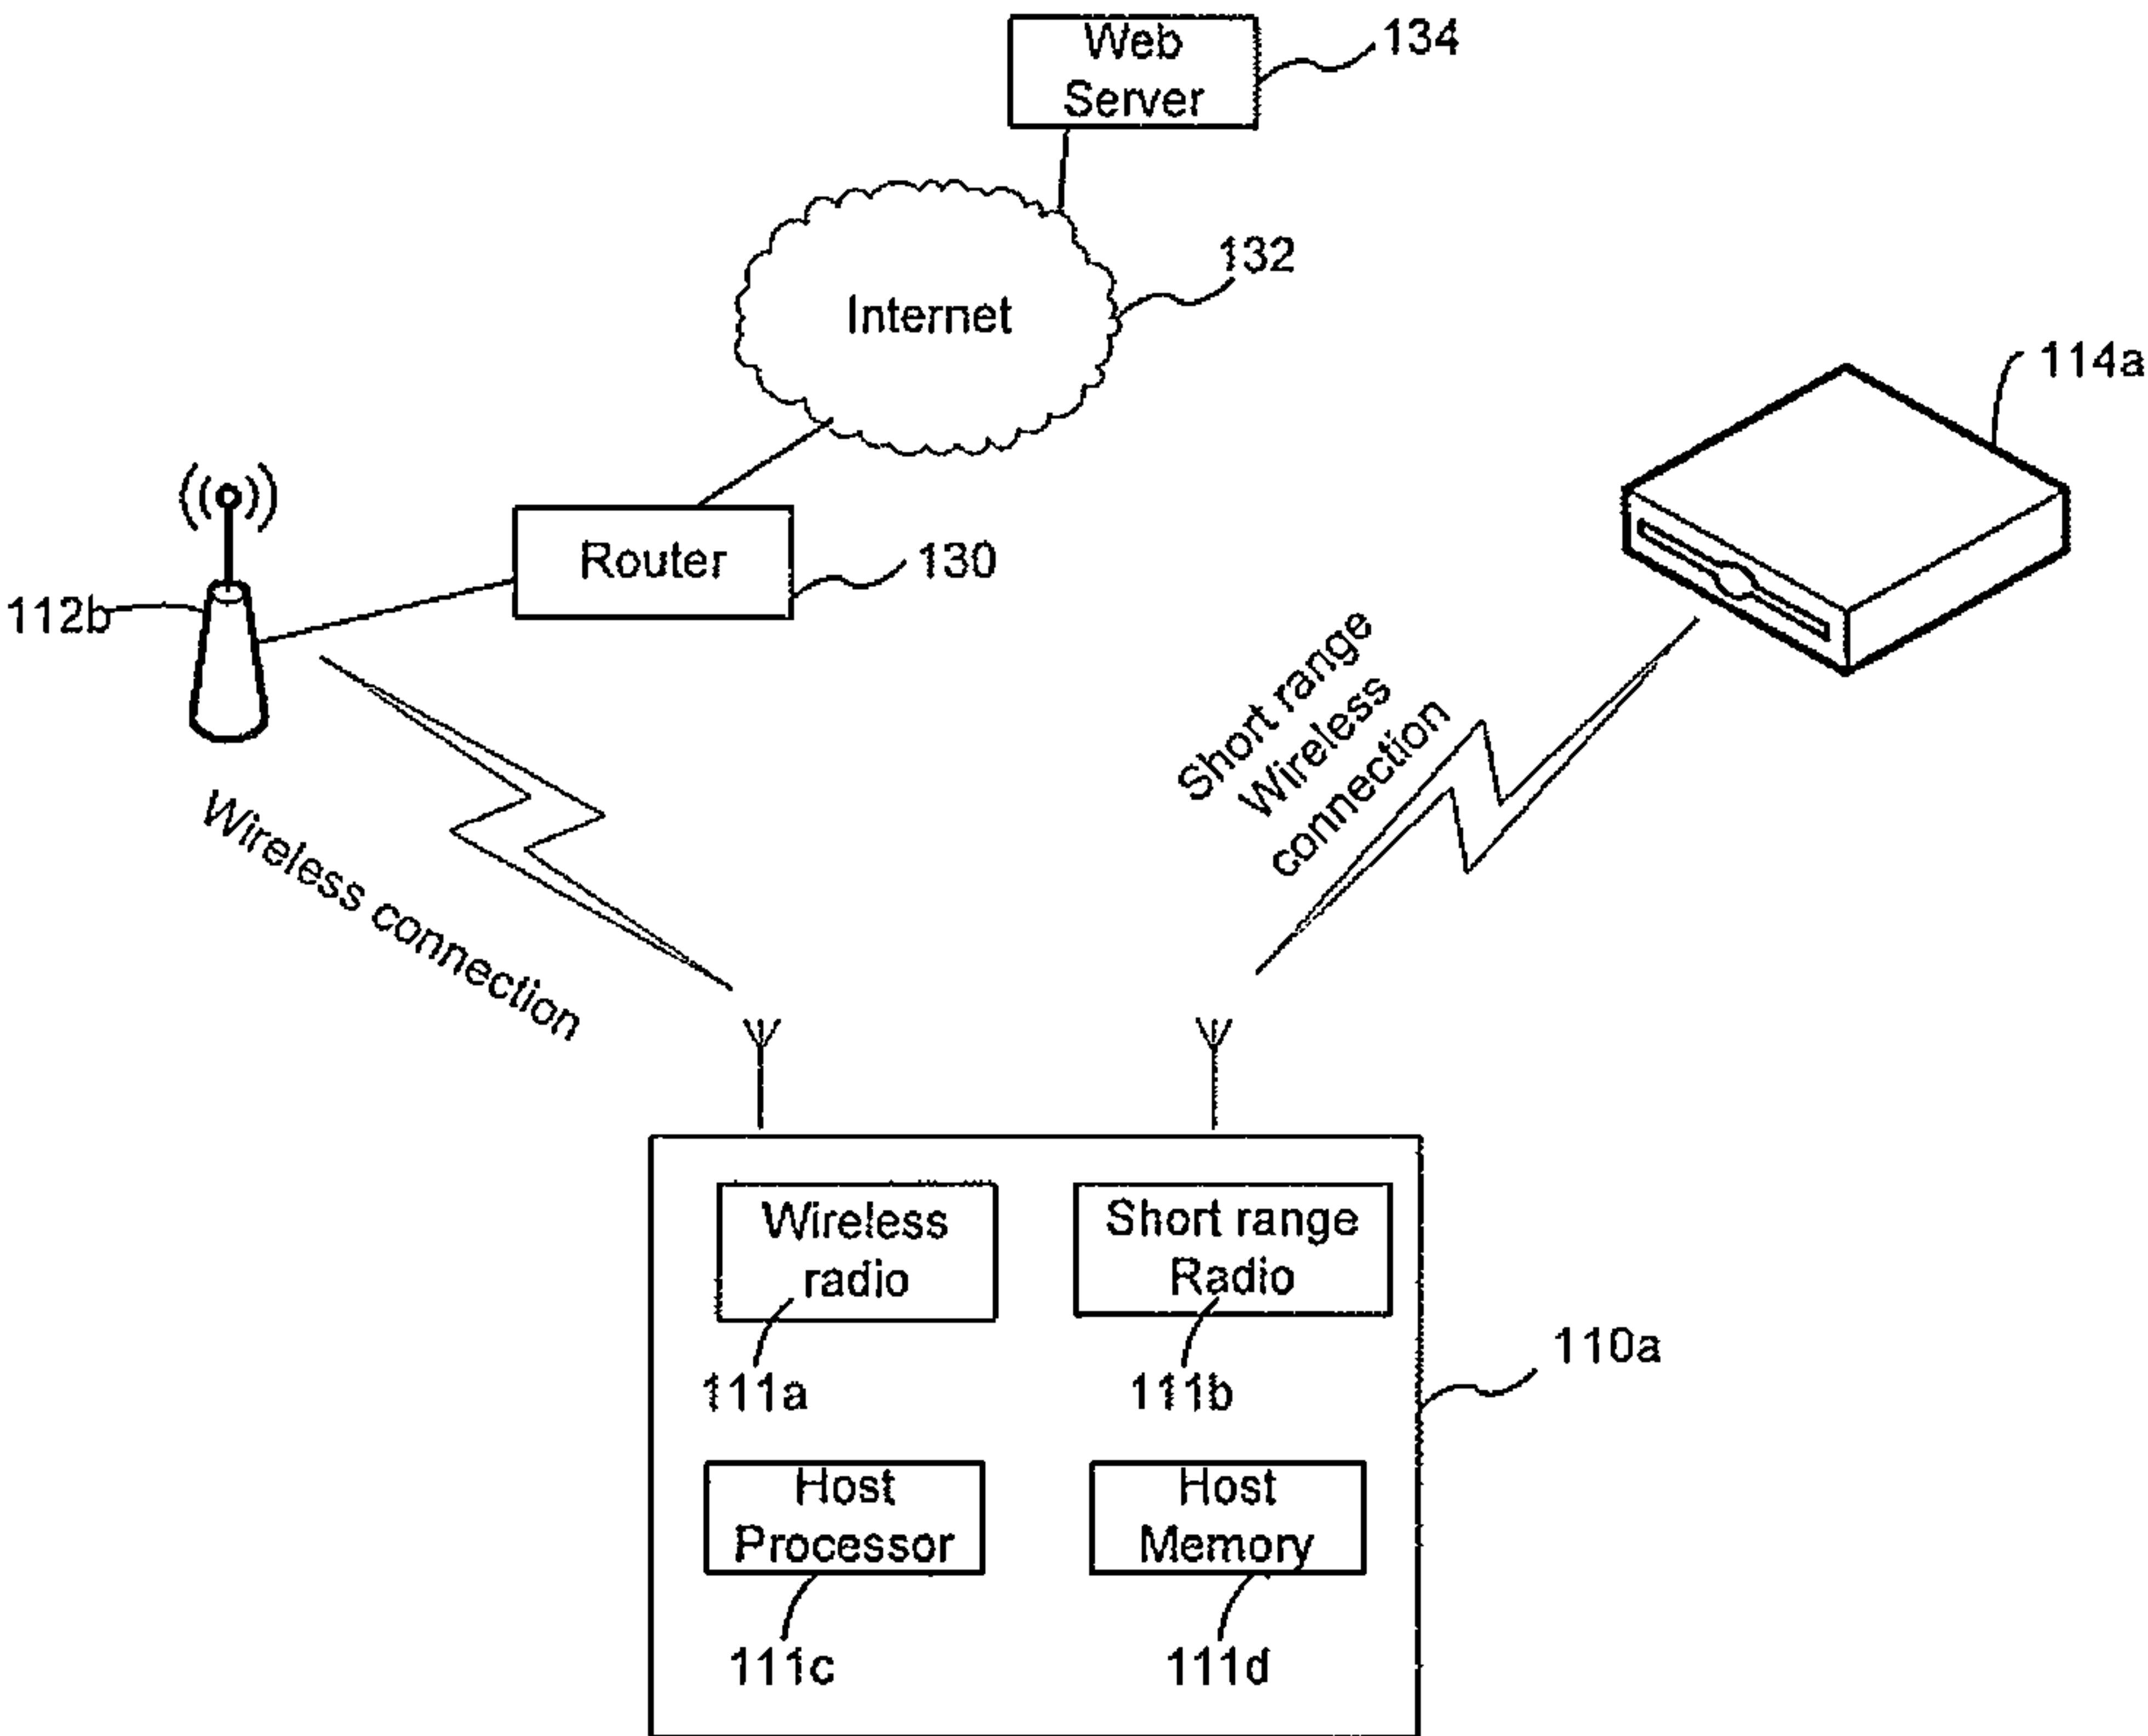 Web
Server
134
132
Internet
114a
Router
130
112b
Short range
Wireless
connection
Wireless connection
Wireless
radio
Short range
Radio
110a
111a
111b
Host
Processor
Host
Memory
111c
111d